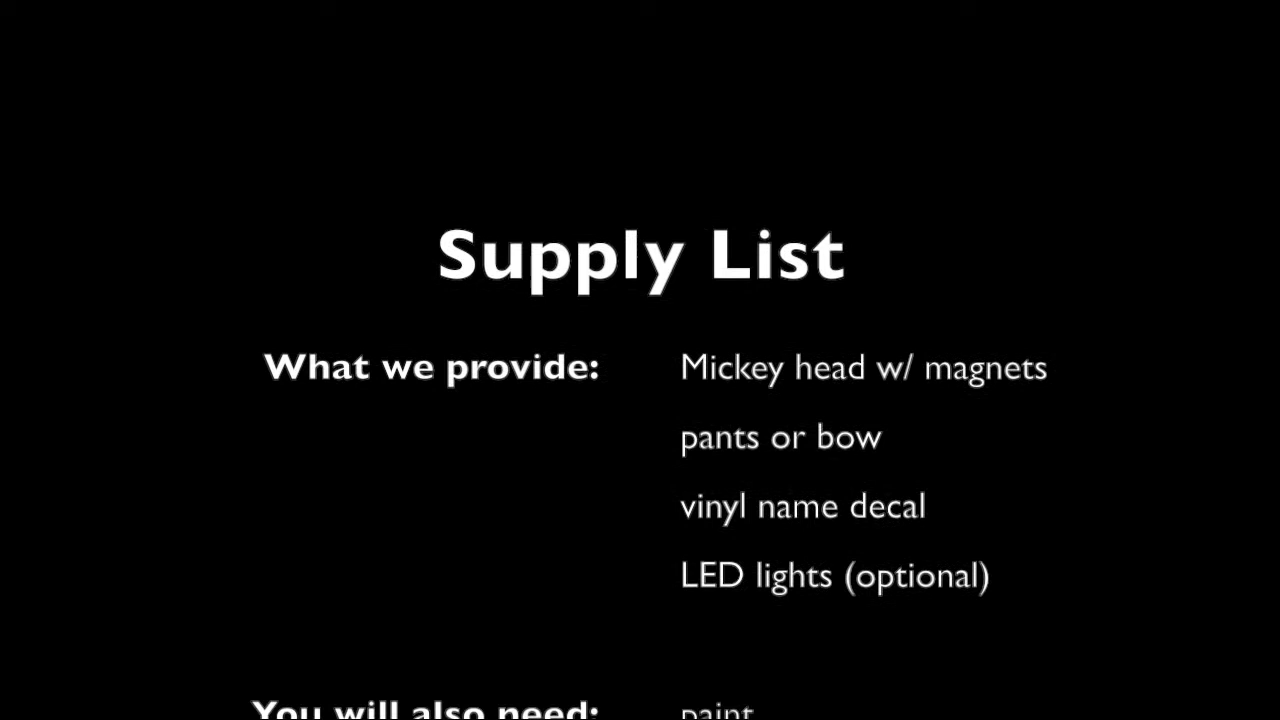 Supply List
What we provide: Mickey head w/ magnets
pants or bow
vinyl name decal
LED lights (optional)
You will also need: paint